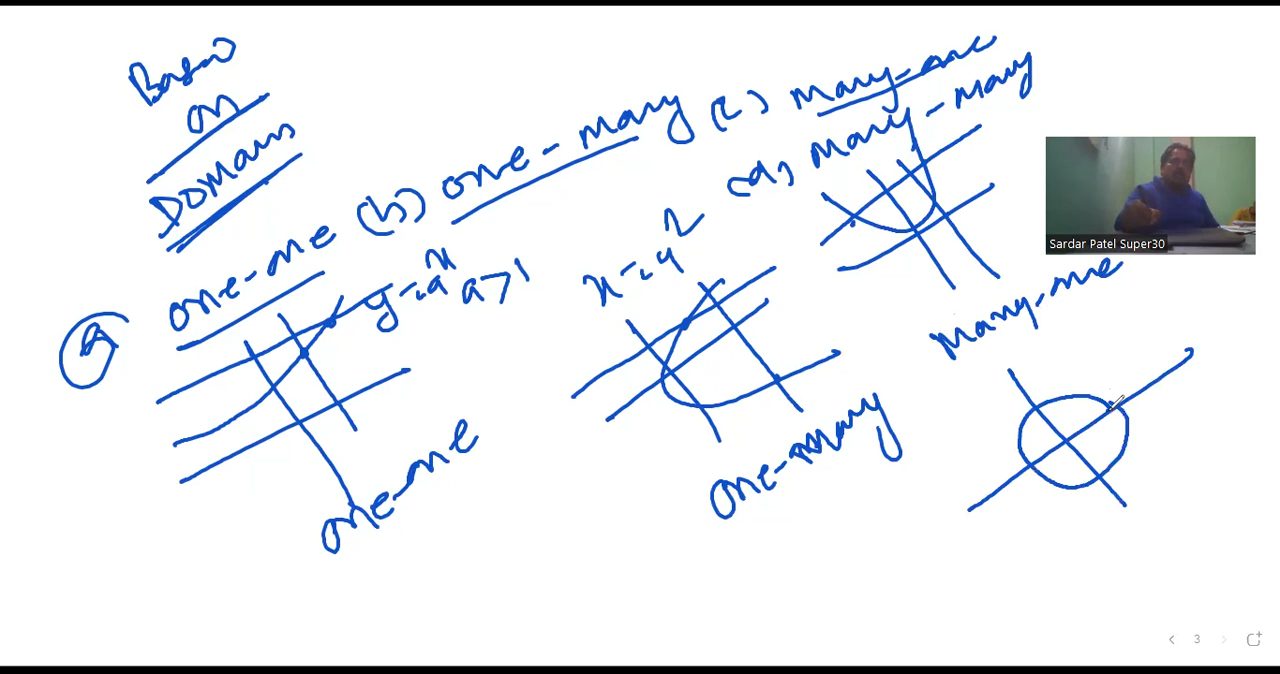 Based
on
Domains
(a) one-one (b) one-many (c) many-one
(d) many-many
y=a^x a>1
x=y^2
one-one
one-many
many-one
Sardar Patel Super30
3